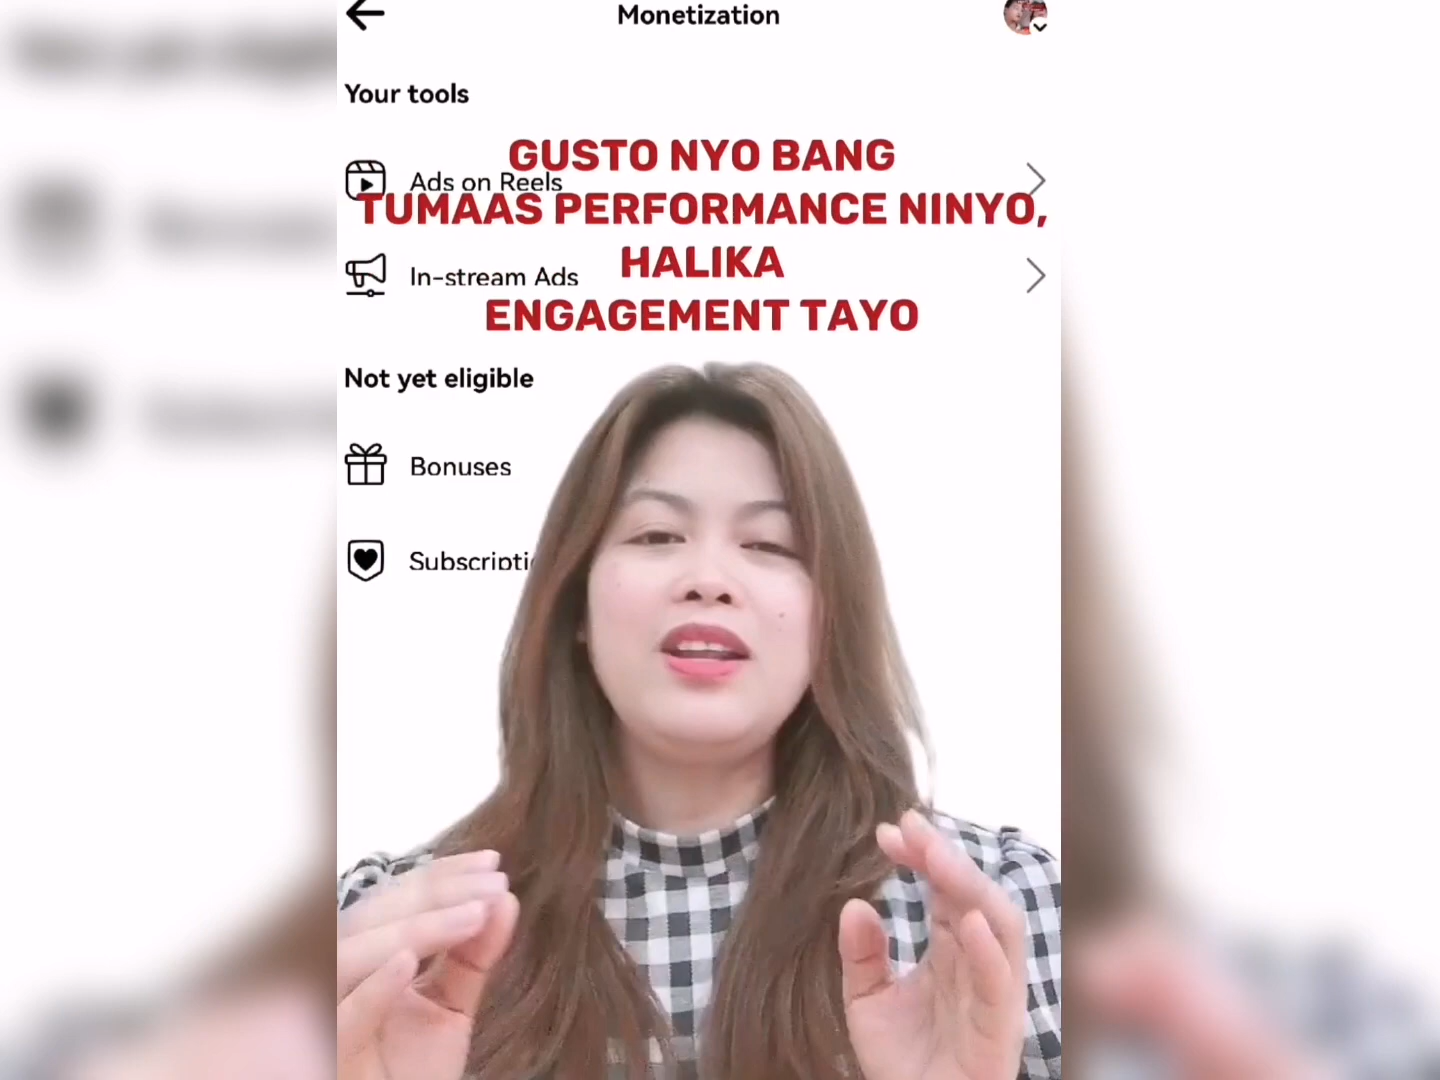 Monetization
Your tools
GUSTO NYO BANG
Ads on Reels
TUMAAS PERFORMANCE NINYO,
HALIKA
In-stream Ads
ENGAGEMENT TAYO
Not yet eligible
Bonuses